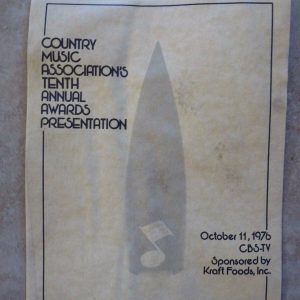 COUNTRY
MUSIC
ASSOCIATION'S
TENTH
ANNUAL
AWARDS
PRESENTATION
October 11, 1976
CBS-TV
Sponsored by
Kraft Foods, Inc.